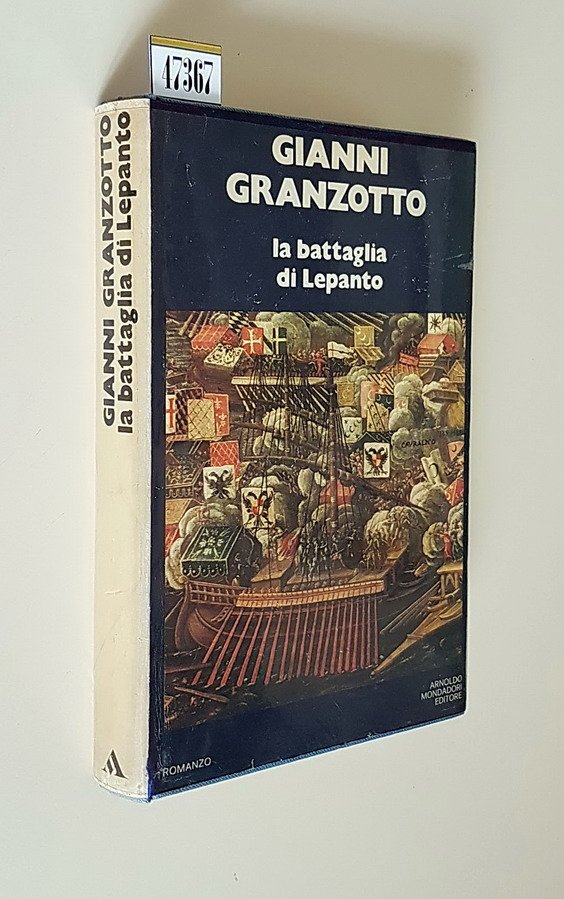 47367
GIANNI
GRANZOTTO
la battaglia
di Lepanto
ARNOLDO
MONDADORI
EDITORE
ROMANZO
GIANNI GRANZOTTO
la battaglia di Lepanto